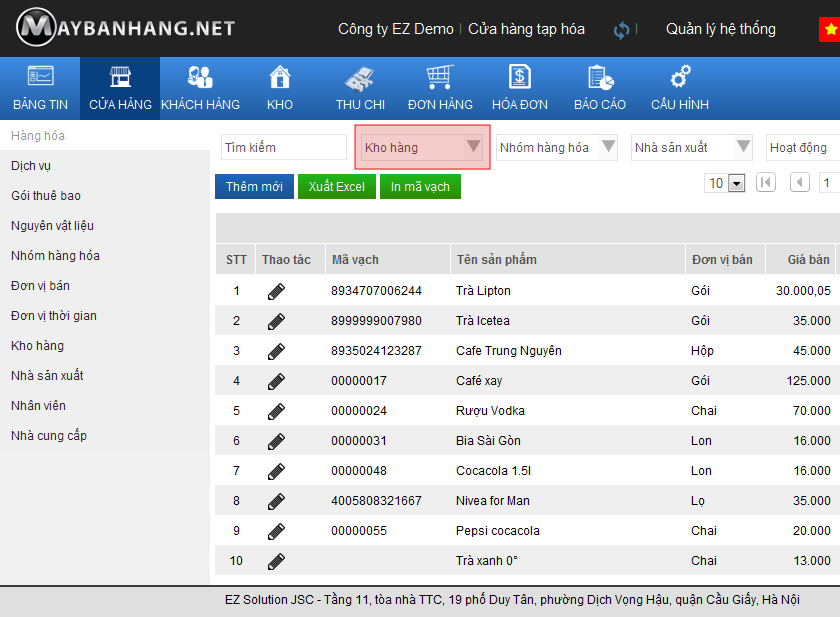 MAYBANHANG.NET
Công ty EZ Demo | Cửa hàng tạp hóa | Quản lý hệ thống
BẢNG TIN CỬA HÀNG KHÁCH HÀNG KHO THU CHI ĐƠN HÀNG HÓA ĐƠN BÁO CÁO CẤU HÌNH
Hàng hóa
Dịch vụ
Gói thuê bao
Nguyên vật liệu
Nhóm hàng hóa
Đơn vị bán
Đơn vị thời gian
Kho hàng
Nhà sản xuất
Nhân viên
Nhà cung cấp
Tìm kiếm Kho hàng Nhóm hàng hóa Nhà sản xuất Hoạt động
Thêm mới Xuất Excel In mã vạch 10 1
STT Thao tác Mã vạch Tên sản phẩm Đơn vị bán Giá bán
1 8934707006244 Trà Lipton Gói 30.000,05
2 8999999007980 Trà Icetea Gói 35.000
3 8935024123287 Cafe Trung Nguyên Hộp 45.000
4 00000017 Café xay Gói 125.000
5 00000024 Rượu Vodka Chai 70.000
6 00000031 Bia Sài Gòn Lon 16.000
7 00000048 Cocacola 1.5l Lon 16.000
8 4005808321667 Nivea for Man Lọ 35.000
9 00000055 Pepsi cocacola Chai 20.000
10 Trà xanh 0° Chai 13.000
EZ Solution JSC - Tầng 11, tòa nhà TTC, 19 phố Duy Tân, phường Dịch Vọng Hậu, quận Cầu Giấy, Hà Nội